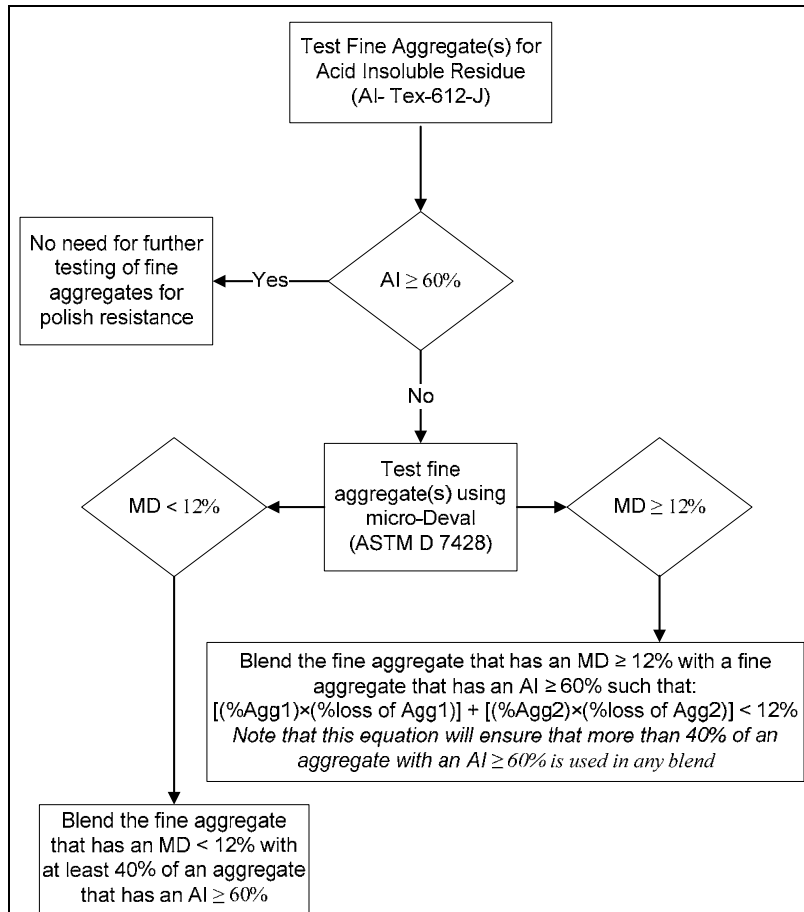 Test Fine Aggregate(s) for
Acid Insoluble Residue
(AI- Tex-612-J)
No need for further
testing of fine
aggregates for
polish resistance
Yes
AI ≥ 60%
No
MD < 12%
Test fine
aggregate(s) using
micro-Deval
(ASTM D 7428)
MD ≥ 12%
Blend the fine aggregate that has an MD ≥ 12% with a fine
aggregate that has an AI ≥ 60% such that:
[(%Agg1)×(%loss of Agg1)] + [(%Agg2)×(%loss of Agg2)] < 12%
Note that this equation will ensure that more than 40% of an
aggregate with an AI ≥ 60% is used in any blend
Blend the fine aggregate
that has an MD < 12% with
at least 40% of an aggregate
that has an AI ≥ 60%